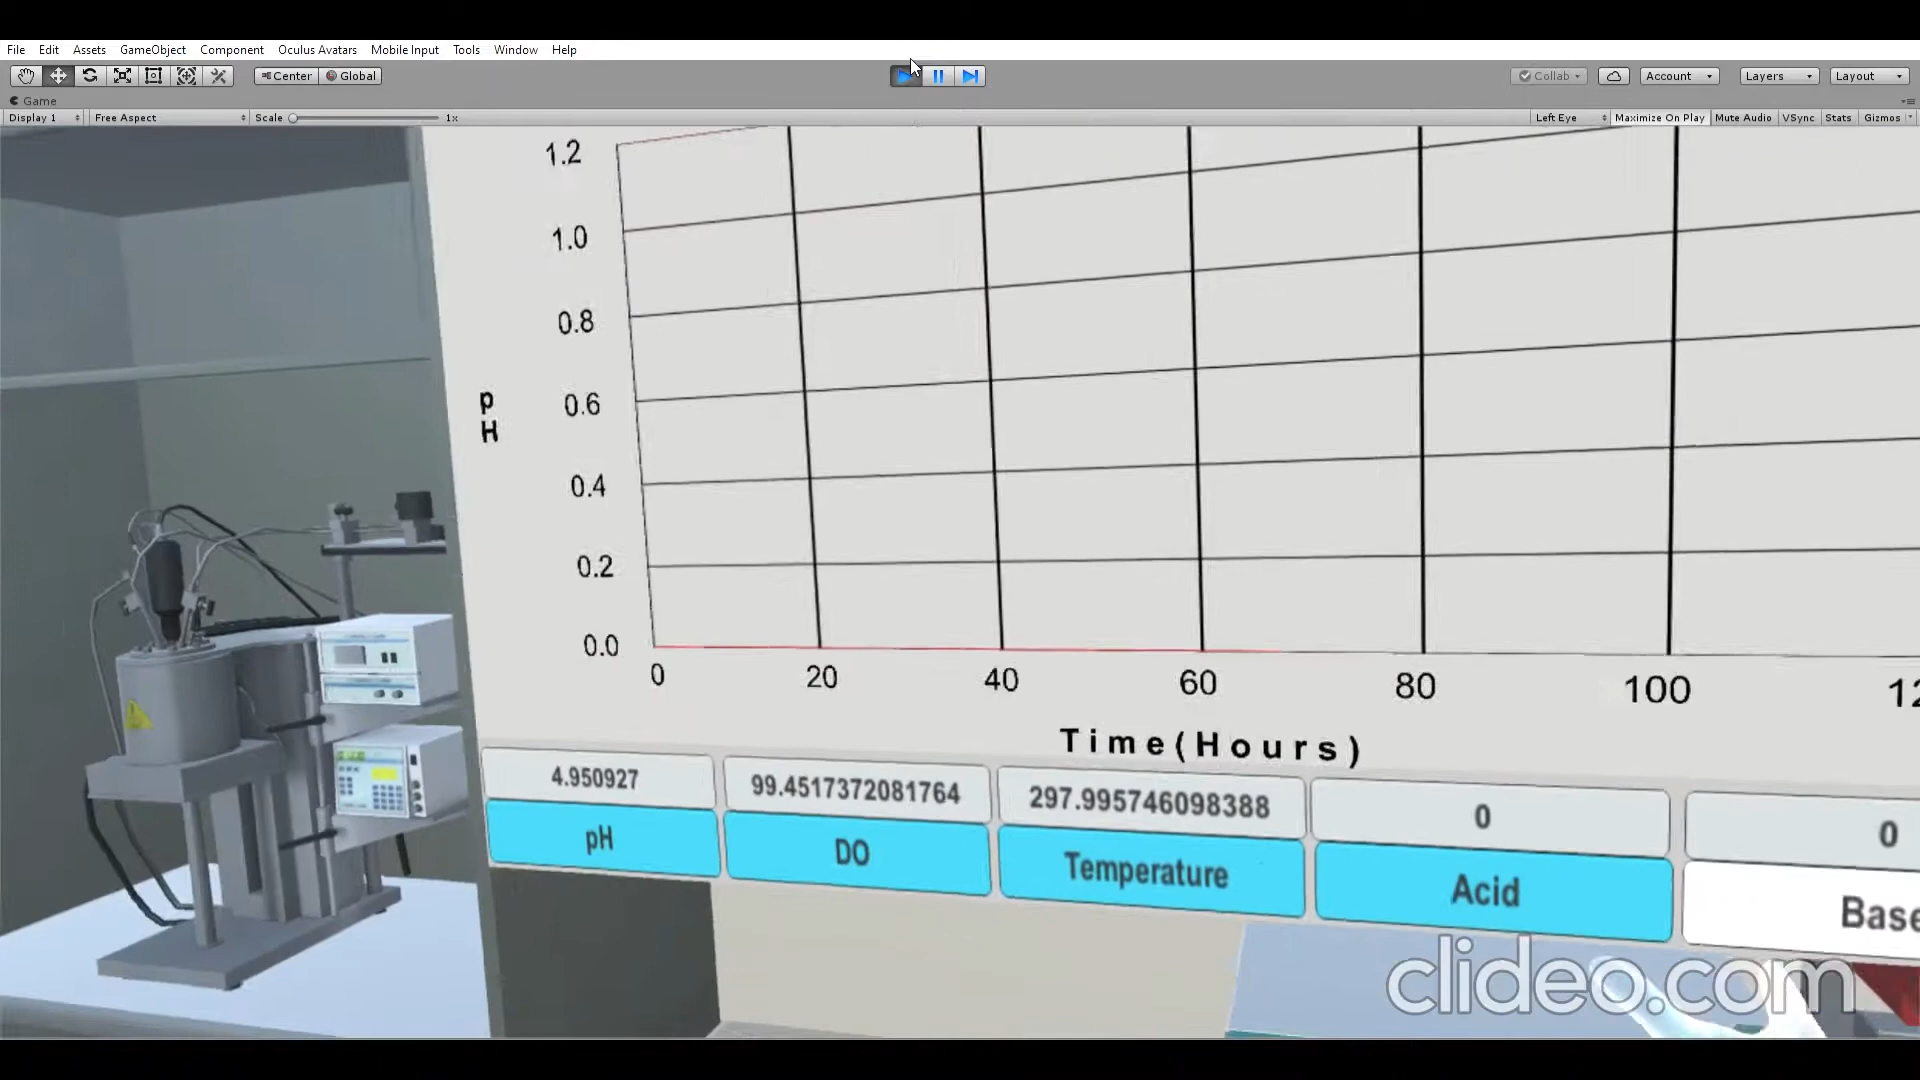 File Edit Assets GameObject Component Oculus Avatars Mobile Input Tools Window Help
Center Global Collab Account Layers Layout
Game
Display 1 Free Aspect Scale 1x Left Eye Maximize On Play Mute Audio VSync Stats Gizmos
1.2
1.0
0.8
0.6
0.4
0.2
0.0
pH
0 20 40 60 80 100 12
Time(Hours)
4.950927 99.4517372081764 297.995746098388 0 0
pH DO Temperature Acid Base
clideo.com